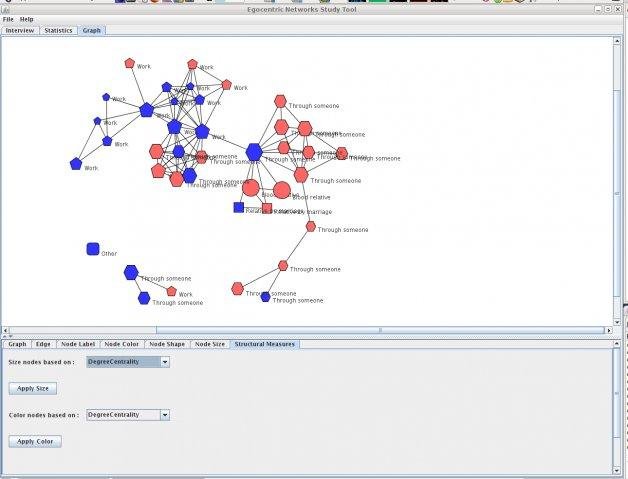 Egocentric Networks Study Tool
File Help
Interview Statistics Graph
Work
Work
Work
Work
Work
Work
Work
Work
Work
Work
Through someone
Through someone
Through someone
Through someone
Through someone
Through someone
Through someone
Through someone
Blood relative
Relative by marriage
Through someone
Other
Through someone
Through someone
Through someone
Work
Through someone
Through someone
Graph Edge Node Label Node Color Node Shape Node Size Structural Measures
Size nodes based on : DegreeCentrality
Apply Size
Color nodes based on : DegreeCentrality
Apply Color